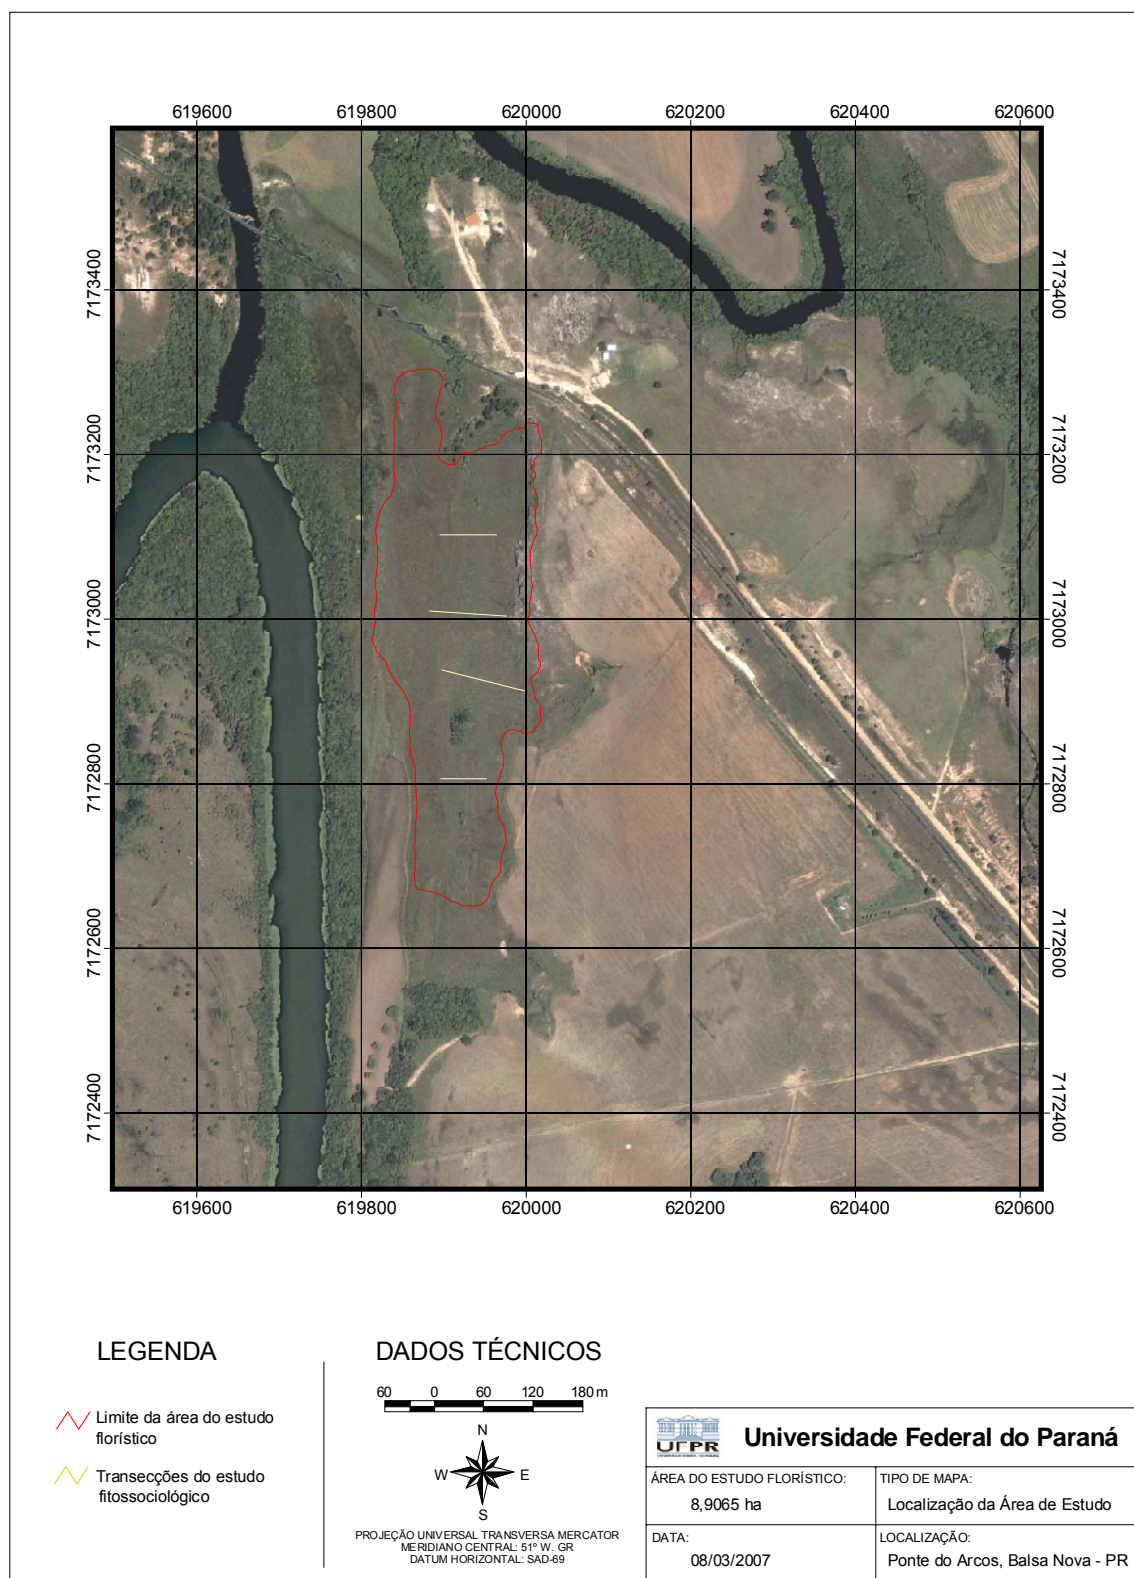 619600 619800 620000 620200 620400 620600
7173400 7173400
7173200 7173200
7173000 7173000
7172800 7172800
7172600 7172600
7172400 7172400
619600 619800 620000 620200 620400 620600
LEGENDA
Limite da área do estudo
florístico
Transecções do estudo
fitossociológico
DADOS TÉCNICOS
60 0 60 120 180 m
N
W E
S
PROJEÇÃO UNIVERSAL TRANSVERSA MERCATOR
MERIDIANO CENTRAL: 51º W. GR
DATUM HORIZONTAL: SAD-69
UFPR
Universidade Federal do Paraná
ÁREA DO ESTUDO FLORÍSTICO:
8,9065 ha
TIPO DE MAPA:
Localização da Área de Estudo
DATA:
08/03/2007
LOCALIZAÇÃO:
Ponte do Arcos, Balsa Nova - PR